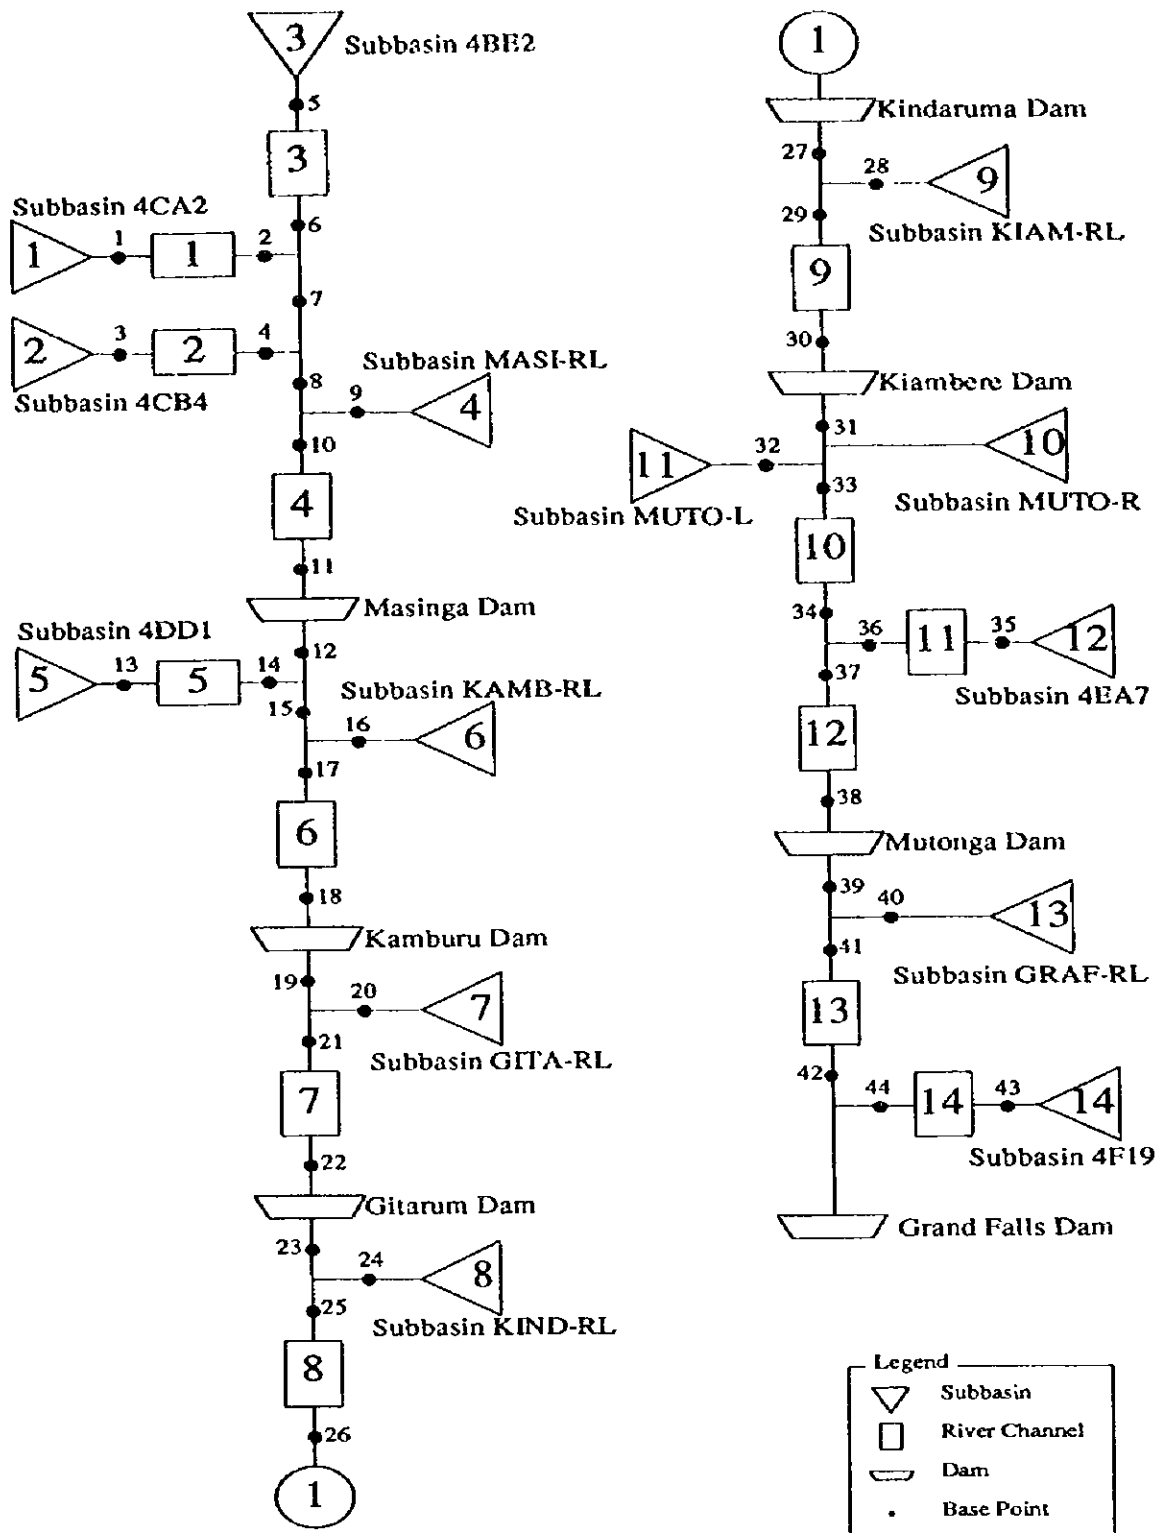 3
Subbasin 4BE2
5
3
6
Subbasin 4CA2
1
1
1
2
7
2
3
2
4
Subbasin 4CB4
8
Subbasin MASI-RL
9
4
10
4
11
Masinga Dam
Subbasin 4DD1
12
5
13
5
14
15
Subbasin KAMB-RL
16
6
17
6
18
Kamburu Dam
19
20
7
21
Subbasin GITA-RL
7
22
Gitarum Dam
23
24
8
25
Subbasin KIND-RL
8
26
1
1
Kindaruma Dam
27
28
9
29
Subbasin KIAM-RL
9
30
Kiambere Dam
31
10
11
32
33
Subbasin MUTO-L
Subbasin MUTO-R
10
34
36
11
35
12
37
Subbasin 4EA7
12
38
Mutonga Dam
39
40
13
41
Subbasin GRAF-RL
13
42
44
14
43
14
Subbasin 4F19
Grand Falls Dam
Legend
Subbasin
River Channel
Dam
Base Point